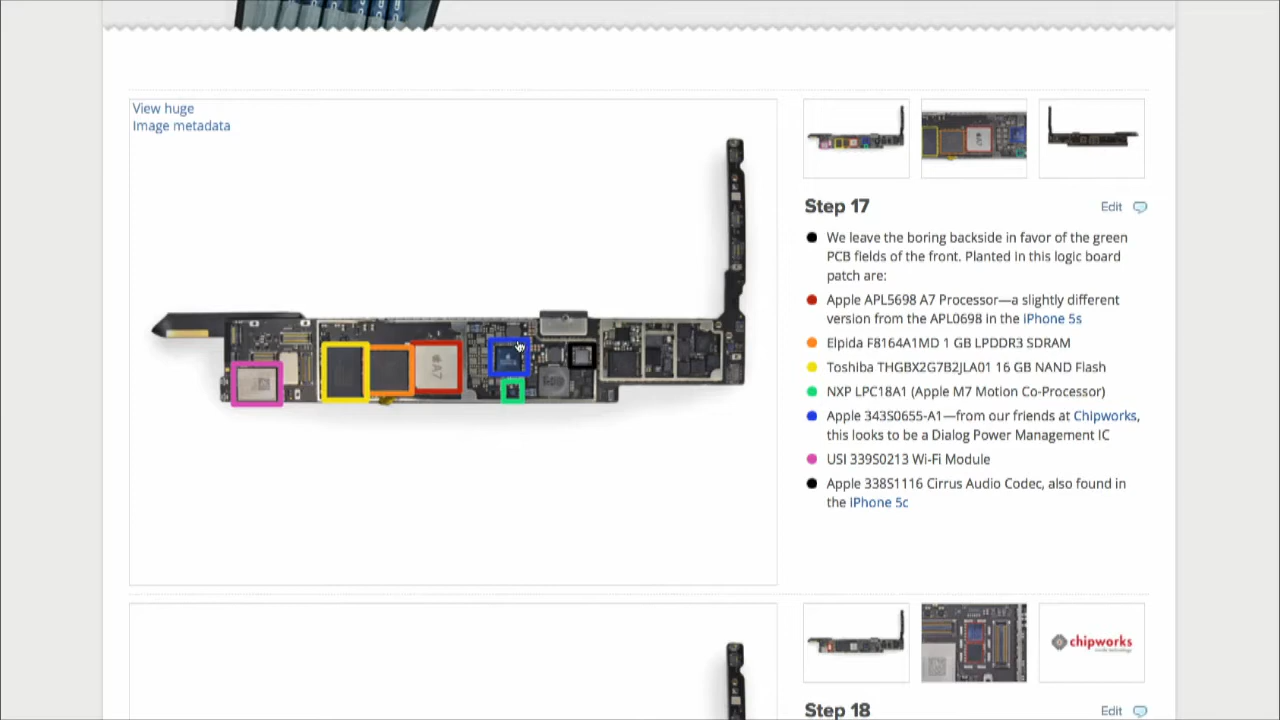 View huge
Image metadata
A7
A7
Step 17
Edit
We leave the boring backside in favor of the green
PCB fields of the front. Planted in this logic board
patch are:
Apple APL5698 A7 Processor—a slightly different
version from the APL0698 in the iPhone 5s
Elpida F8164A1MD 1 GB LPDDR3 SDRAM
Toshiba THGBX2G7B2JLA01 16 GB NAND Flash
NXP LPC18A1 (Apple M7 Motion Co-Processor)
Apple 343S0655-A1—from our friends at Chipworks,
this looks to be a Dialog Power Management IC
USI 339S0213 Wi-Fi Module
Apple 338S1116 Cirrus Audio Codec, also found in
the iPhone 5c
chipworks
Step 18
Edit